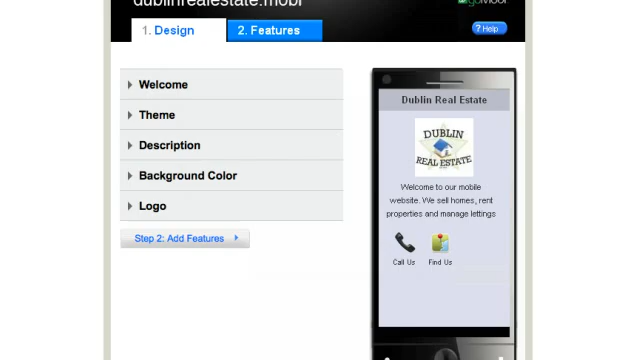 dublinrealestate.mobi
1. Design
2. Features
? Help
Welcome
Theme
Description
Background Color
Logo
Step 2: Add Features
Dublin Real Estate
DUBLIN
REAL ESTATE
Welcome to our mobile
website. We sell homes, rent
properties and manage lettings
Call Us
Find Us